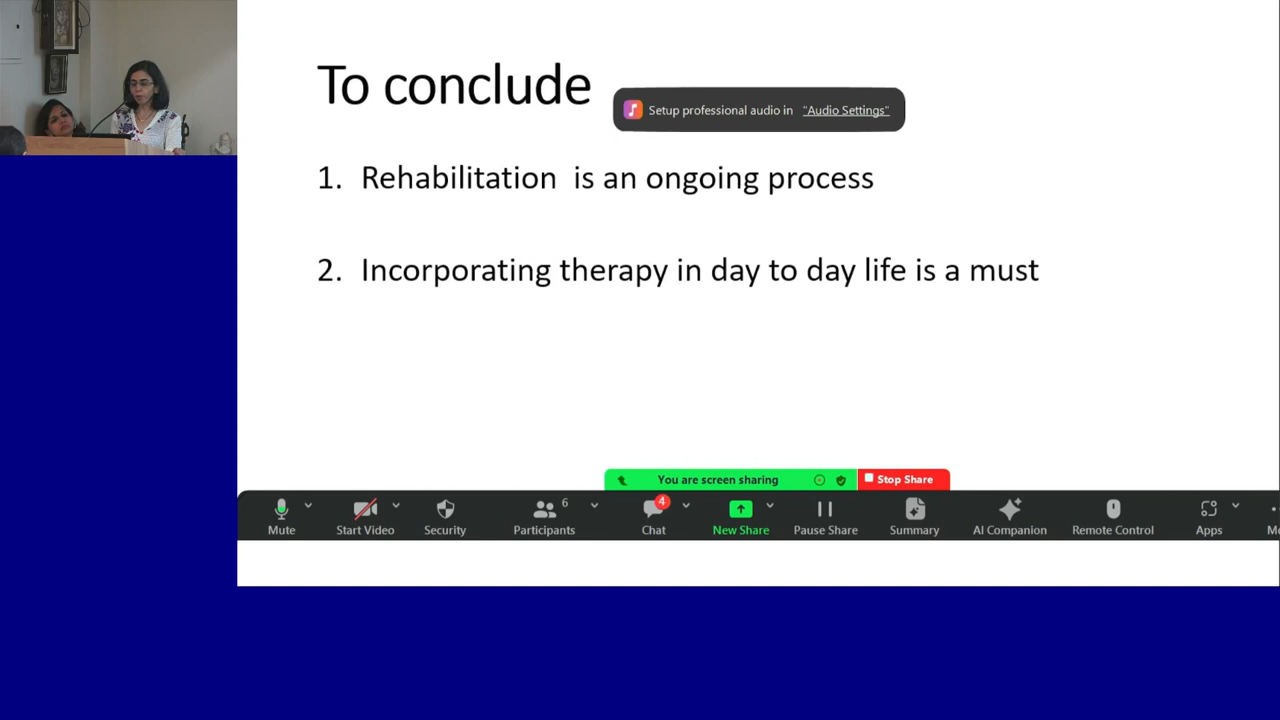 To conclude
Setup professional audio in "Audio Settings"
1. Rehabilitation is an ongoing process
2. Incorporating therapy in day to day life is a must
You are screen sharing Stop Share
6 4
Mute Start Video Security Participants Chat New Share Pause Share Summary AI Companion Remote Control Apps